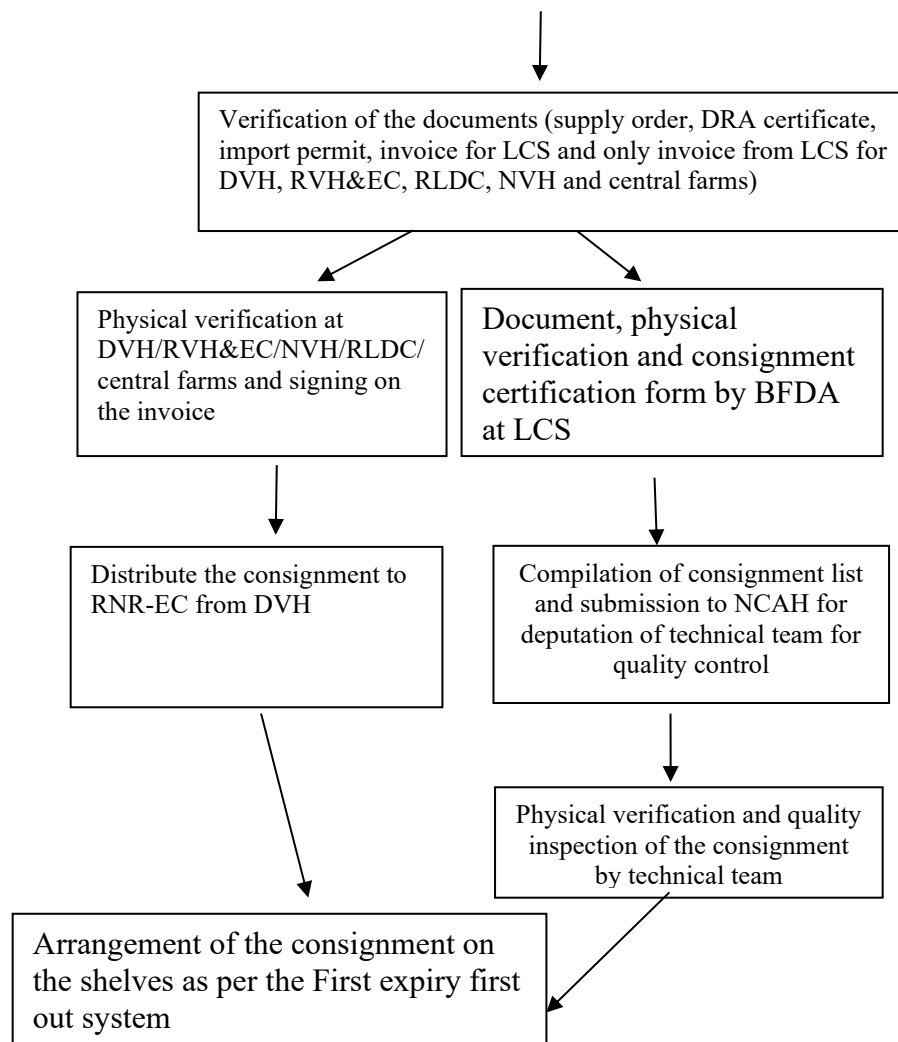 Verification of the documents (supply order, DRA certificate,
import permit, invoice for LCS and only invoice from LCS for
DVH, RVH&EC, RLDC, NVH and central farms)
Physical verification at
DVH/RVH&EC/NVH/RLDC/
central farms and signing on
the invoice
Document, physical
verification and consignment
certification form by BFDA
at LCS
Distribute the consignment to
RNR-EC from DVH
Compilation of consignment list
and submission to NCAH for
deputation of technical team for
quality control
Physical verification and quality
inspection of the consignment
by technical team
Arrangement of the consignment on
the shelves as per the First expiry first
out system